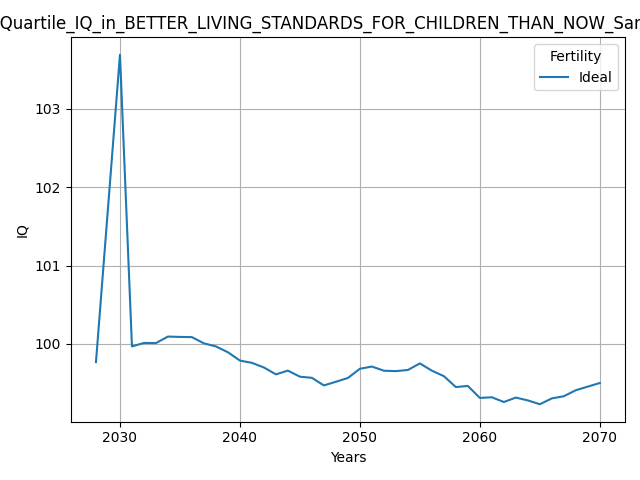 Quartile_IQ_in_BETTER_LIVING_STANDARDS_FOR_CHILDREN_THAN_NOW_Sar
Fertility
Ideal
103
102
101
100
IQ
2030 2040 2050 2060 2070
Years